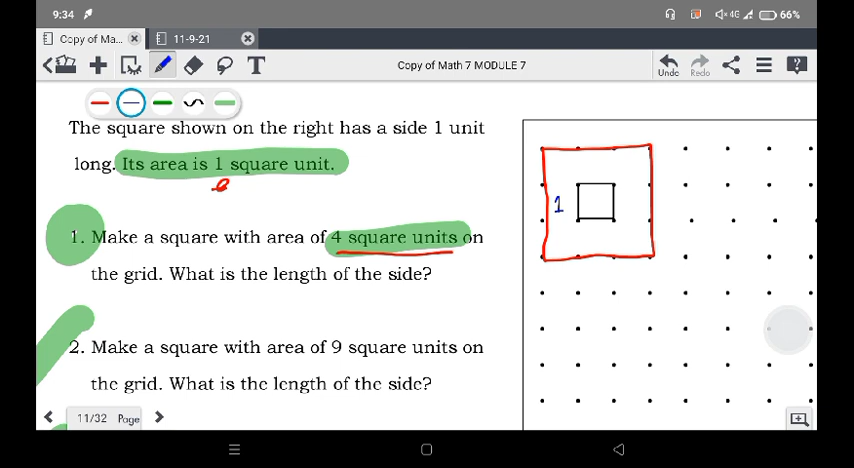 9:34
4G
66%
Copy of Ma...
11-9-21
T
Copy of Math 7 MODULE 7
Undo
Redo
The square shown on the right has a side 1 unit
long. Its area is 1 square unit.
1
1. Make a square with area of 4 square units on
the grid. What is the length of the side?
2. Make a square with area of 9 square units on
the grid. What is the length of the side?
11/32 Page